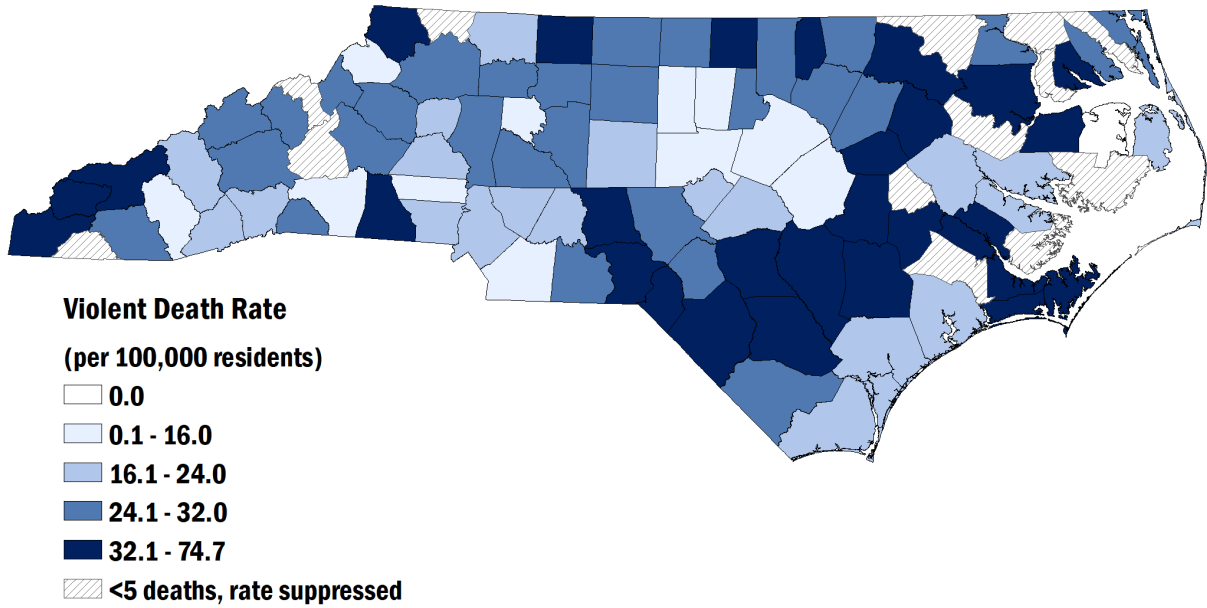 Violent Death Rate
(per 100,000 residents)
0.0
0.1 - 16.0
16.1 - 24.0
24.1 - 32.0
32.1 - 74.7
<5 deaths, rate suppressed